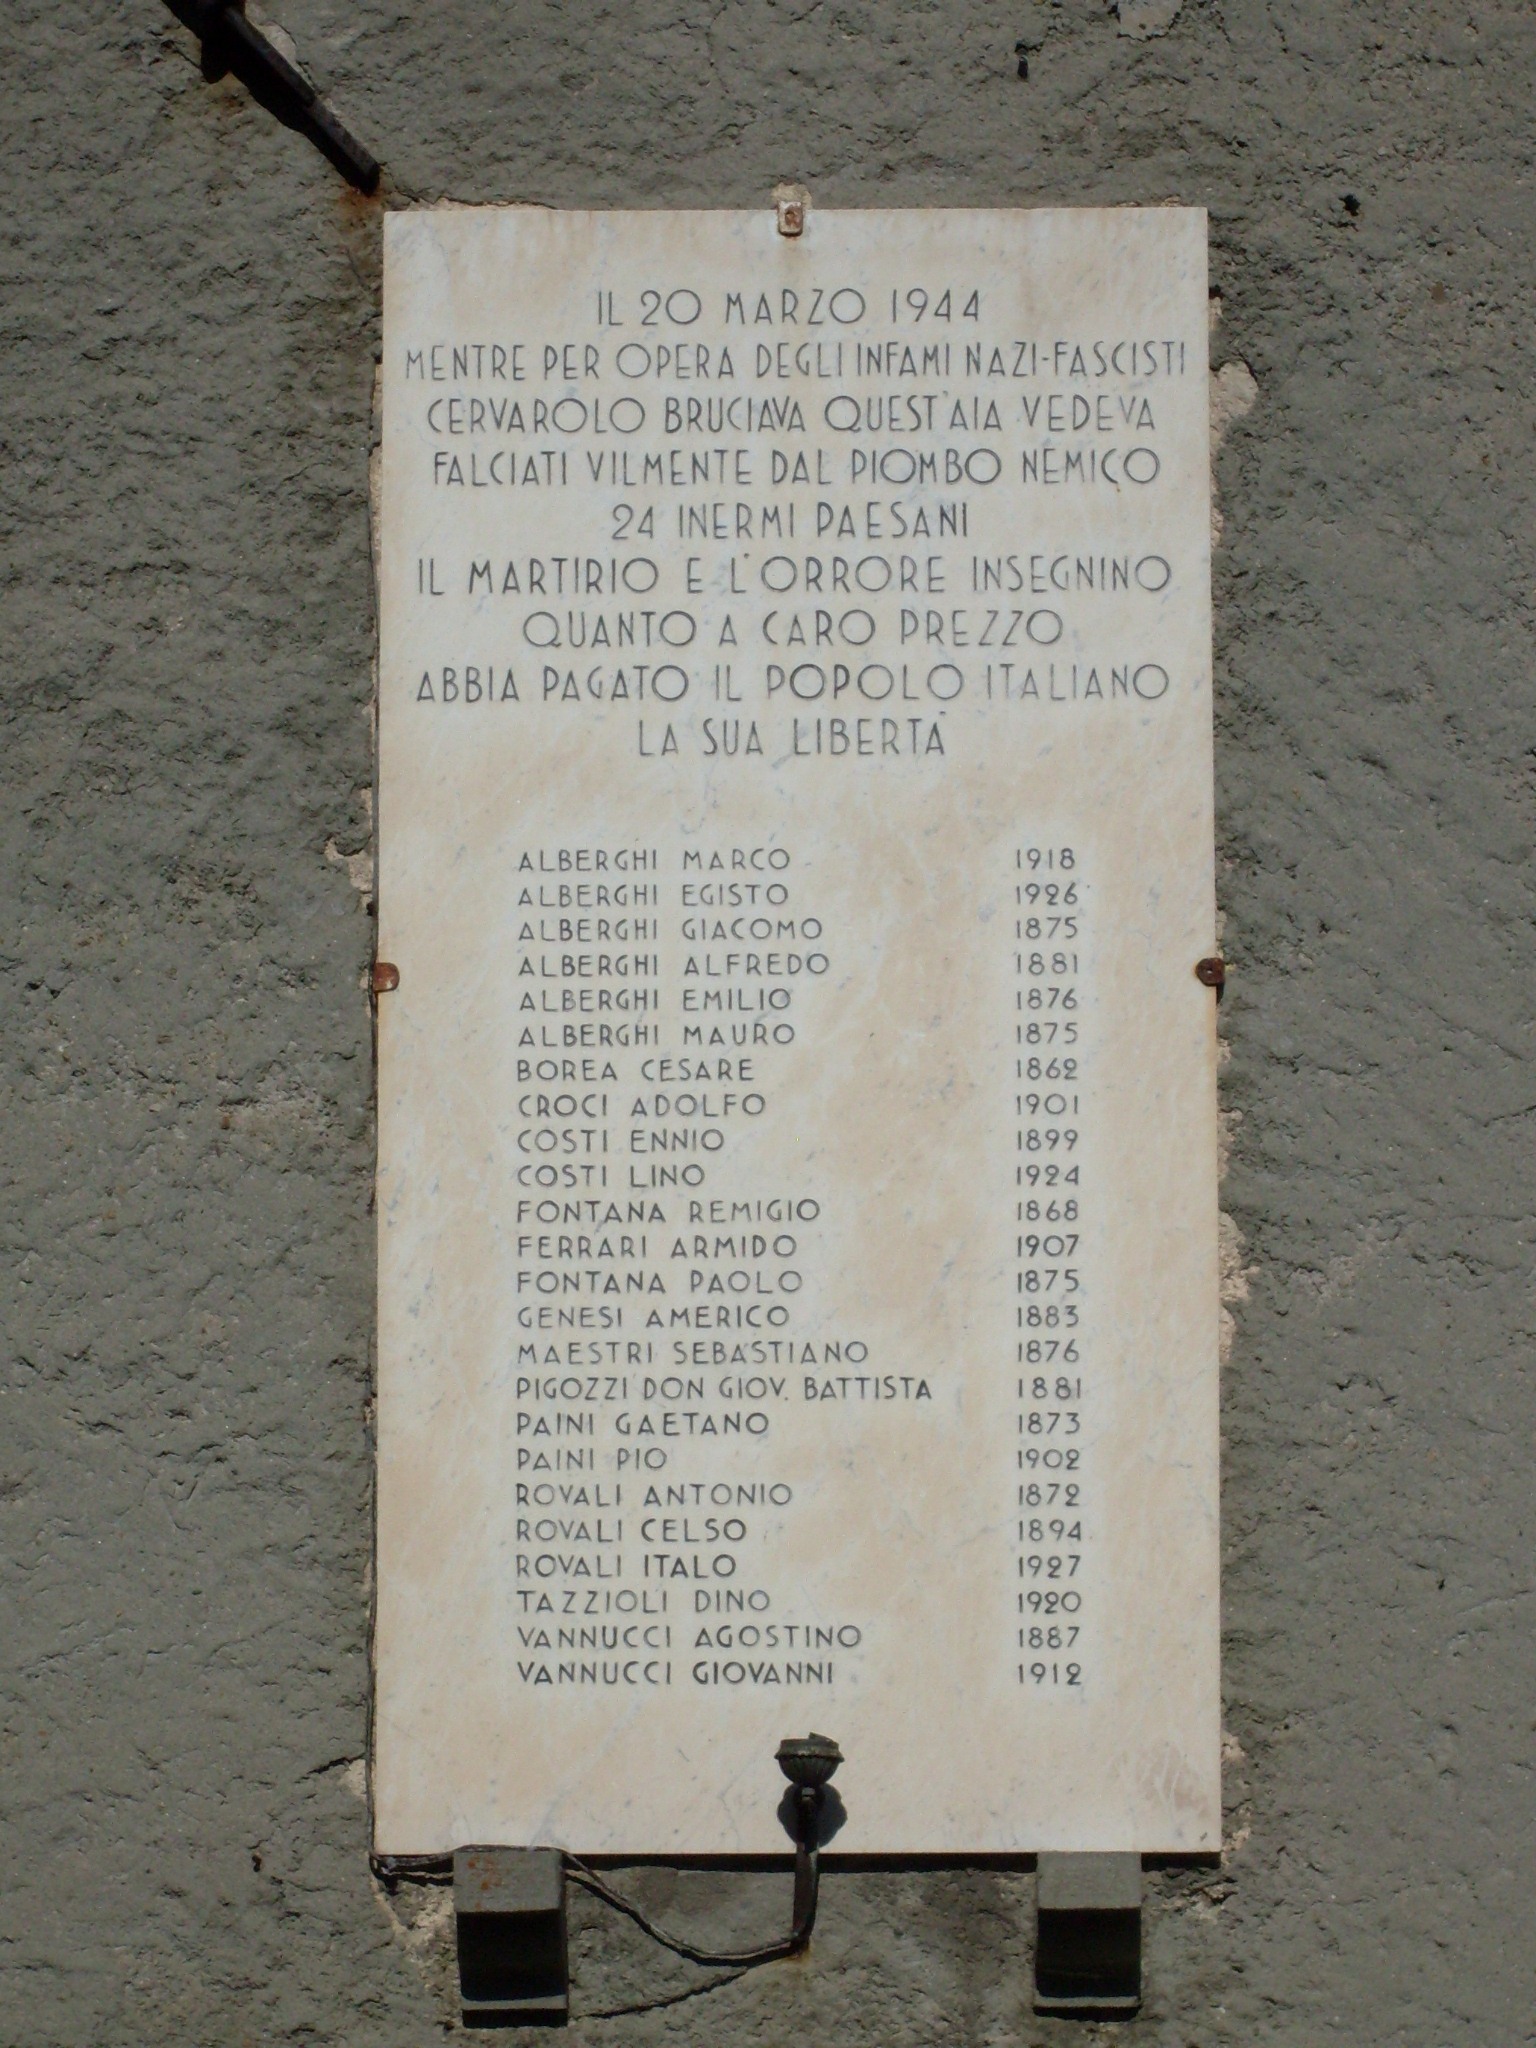 IL 20 MARZO 1944
MENTRE PER OPERA DEGLI INFAMI NAZI-FASCISTI
CERVAROLO BRUCIAVA QUEST'AIA VEDEVA
FALCIATI VILMENTE DAL PIOMBO NEMICO
24 INERMI PAESANI
IL MARTIRIO E L'ORRORE INSEGNINO
QUANTO A CARO PREZZO
ABBIA PAGATO IL POPOLO ITALIANO
LA SUA LIBERTÀ
ALBERGHI MARCO 1918
ALBERGHI EGISTO 1926
ALBERGHI GIACOMO 1875
ALBERGHI ALFREDO 1881
ALBERGHI EMILIO 1876
ALBERGHI MAURO 1875
BOREA CESARE 1862
CROCI ADOLFO 1901
COSTI ENNIO 1899
COSTI LINO 1924
FONTANA REMIGIO 1868
FERRARI ARMIDO 1907
FONTANA PAOLO 1875
GENESI AMERICO 1883
MAESTRI SEBASTIANO 1876
PIGOZZI DON GIOV. BATTISTA 1881
PAINI GAETANO 1873
PAINI PIO 1902
ROVALI ANTONIO 1872
ROVALI CELSO 1894
ROVALI ITALO 1927
TAZZIOLI DINO 1920
VANNUCCI AGOSTINO 1887
VANNUCCI GIOVANNI 1912